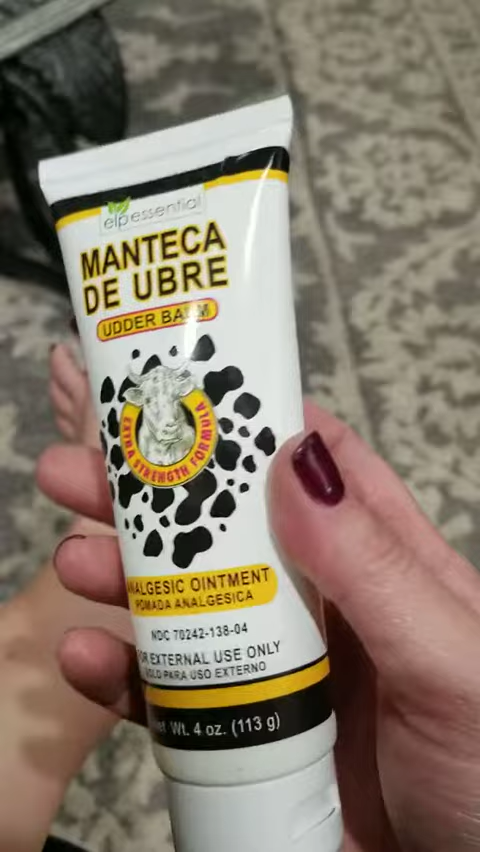 elpessential
MANTECA
DE UBRE
UDDER BALM
EXTRA STRENGTH FORMULA
ANALGESIC OINTMENT
POMADA ANALGESICA
NDC 70242-138-04
FOR EXTERNAL USE ONLY
SOLO PARA USO EXTERNO
Net Wt. 4 oz. (113 g)